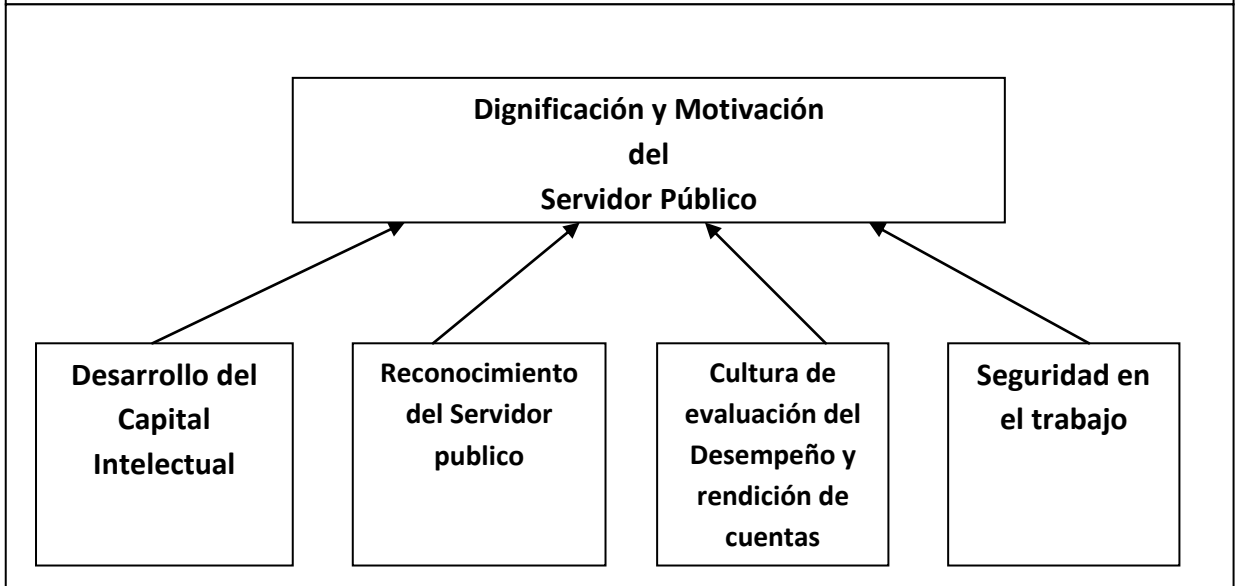 Dignificación y Motivación
del
Servidor Público
Desarrollo del
Capital
Intelectual
Reconocimiento
del Servidor
publico
Cultura de
evaluación del
Desempeño y
rendición de
cuentas
Seguridad en
el trabajo